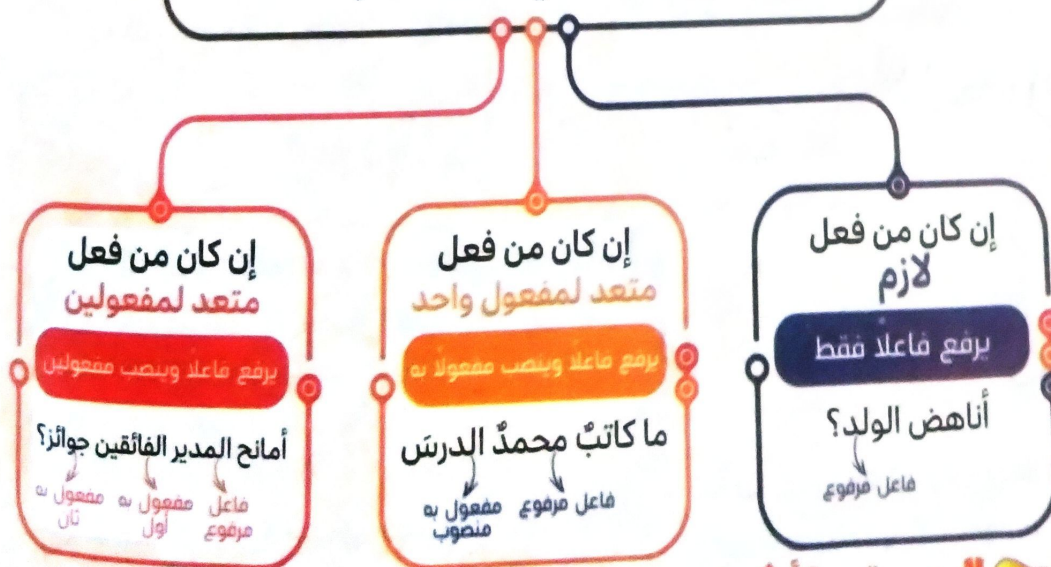 إن كان من فعل
لازم
يرفع فاعلًا فقط
أناهض الولد؟
فاعل مرفوع
إن كان من فعل
متعد لمفعول واحد
يرفع فاعلًا وينصب مفعولًا به
ما كاتبٌ محمدٌ الدرسَ
فاعل مرفوع
مفعول به
منصوب
إن كان من فعل
متعد لمفعولين
يرفع فاعلًا وينصب مفعولين
أمانح المدير الفائقين جوائز؟
فاعل
مرفوع
مفعول به
أول
مفعول به
ثان